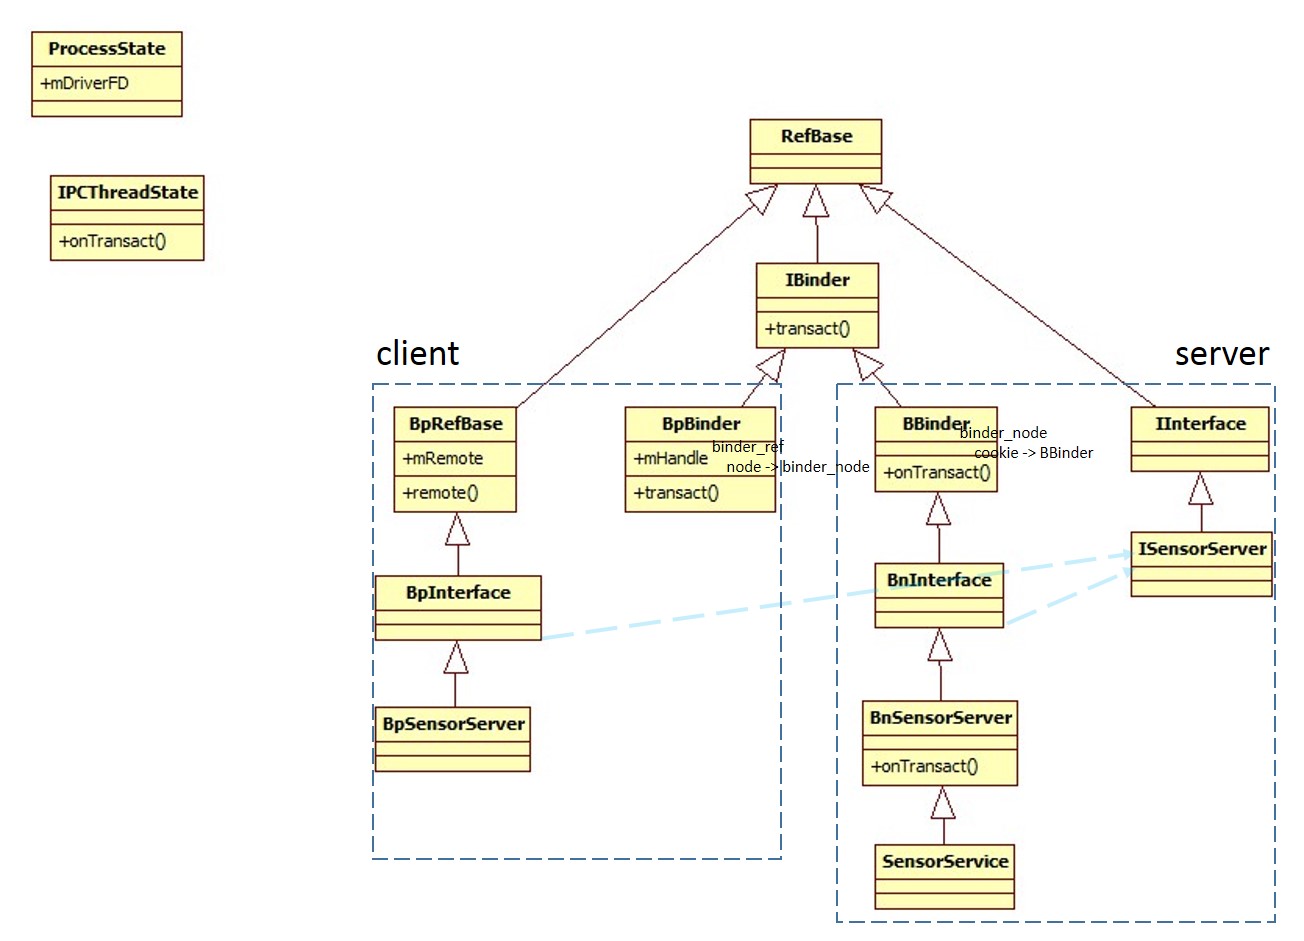 ProcessState
+mDriverFD
IPCThreadState
+onTransact()
RefBase
IBinder
+transact()
client
server
BpRefBase
+mRemote
+remote()
BpBinder
+mHandle
+transact()
binder_ref
node -> binder_node
BBinder
+onTransact()
binder_node
cookie -> BBinder
IInterface
ISensorServer
BpInterface
BnInterface
BpSensorServer
BnSensorServer
+onTransact()
SensorService